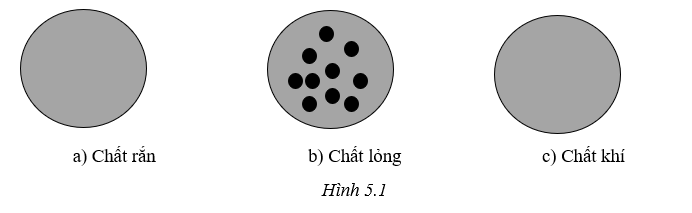 a) Chất rắn b) Chất lỏng c) Chất khí
Hình 5.1